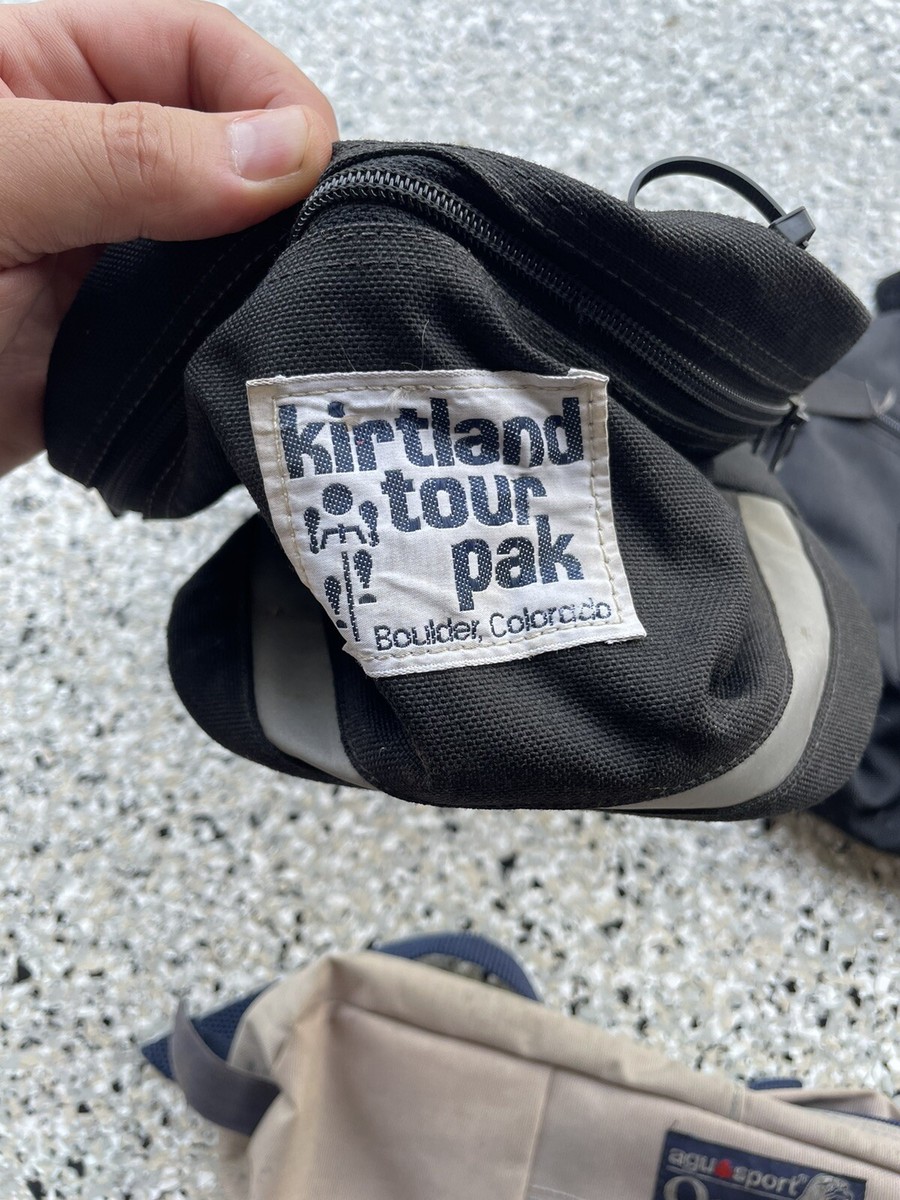 kirtland
tour
pak
Boulder, Colorado
agu sport